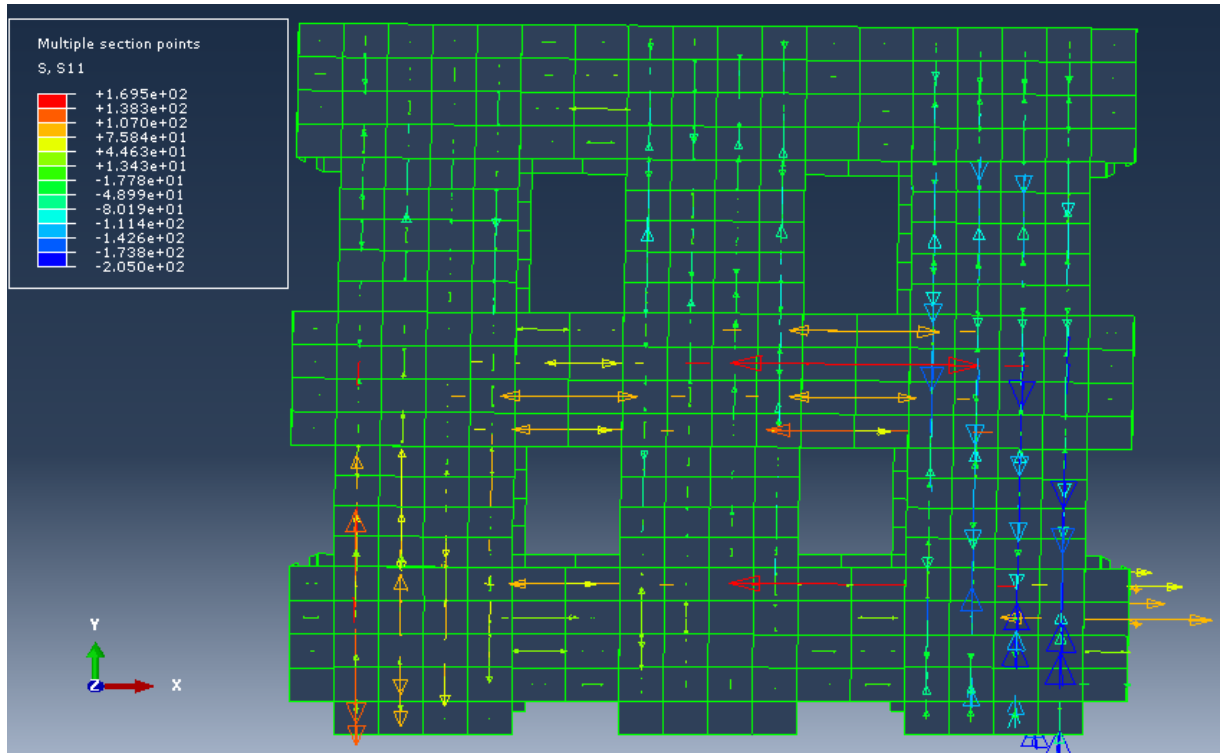 Multiple section points
S, S11
+1.695e+02
+1.383e+02
+1.070e+02
+7.584e+01
+4.463e+01
+1.343e+01
-1.778e+01
-4.899e+01
-8.019e+01
-1.114e+02
-1.426e+02
-1.738e+02
-2.050e+02
Y
Z
X